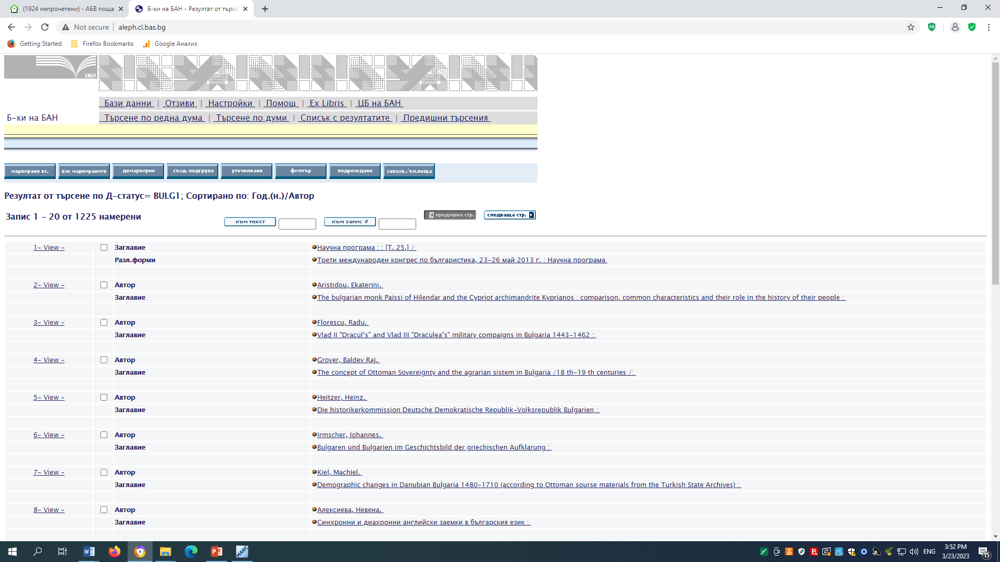 (1924 непрочетени) - АБВ поща
Б-ки на БАН - Резултат от търсе
Not secure
aleph.cl.bas.bg
Getting Started
Firefox Bookmarks
Google Анализ
1869
Бази данни | Отзиви | Настройки | Помощ | Ex Libris | ЦБ на БАН
Б-ки на БАН
Търсене по редна дума | Търсене по думи | Списък с резултатите | Предишни търсения
маркиране вс.
вж маркираните
демаркирне
създ. подгрупа
уточняване
филтър
подреждане
запазв./ел.поща
Резултат от търсене по Д-статус= BULG1; Сортирано по: Год.(н.)/Автор
Запис 1 - 20 от 1225 намерени
към текст
към запис #
предишна стр.
следваща стр.
1- View -
Заглавие
Научна програма : : [Т. 25.] /
Разл.форми
Трети международен конгрес по българистика, 23-26 май 2013 г. : Научна програма
2- View -
Автор
Aristidou, Ekaterini.
Заглавие
The bulgarian monk Paissi of Hilendar and the Cypriot archimandrite Kyprianos : comparison, common characteristics and their role in the history of their people :
3- View -
Автор
Florescu, Radu.
Заглавие
Vlad II "Dracul's" and Vlad III "Draculea's" military compaigns in Bulgaria 1443-1462 :
4- View -
Автор
Grover, Baldev Raj.
Заглавие
The concept of Ottoman Sovereignty and the agrarian sistem in Bulgaria /18 th-19 th centuries /:
5- View -
Автор
Heitzer, Heinz.
Заглавие
Die historikerkommission Deutsche Demokratische Republik-Volksrepublik Bulgarien :
6- View -
Автор
Irmscher, Johannes.
Заглавие
Bulgaren und Bulgarien im Geschichtsbild der griechischen Aufklarung :
7- View -
Автор
Kiel, Machiel.
Заглавие
Demographic changes in Danubian Bulgaria 1480-1710 (according to Ottoman sourse materials from the Turkish State Archives) :
8- View -
Автор
Алексиева, Невена.
Заглавие
Синхронни и диахронни английски заемки в българския език :
MARC
ENG
3:52 PM
3/23/2023
15